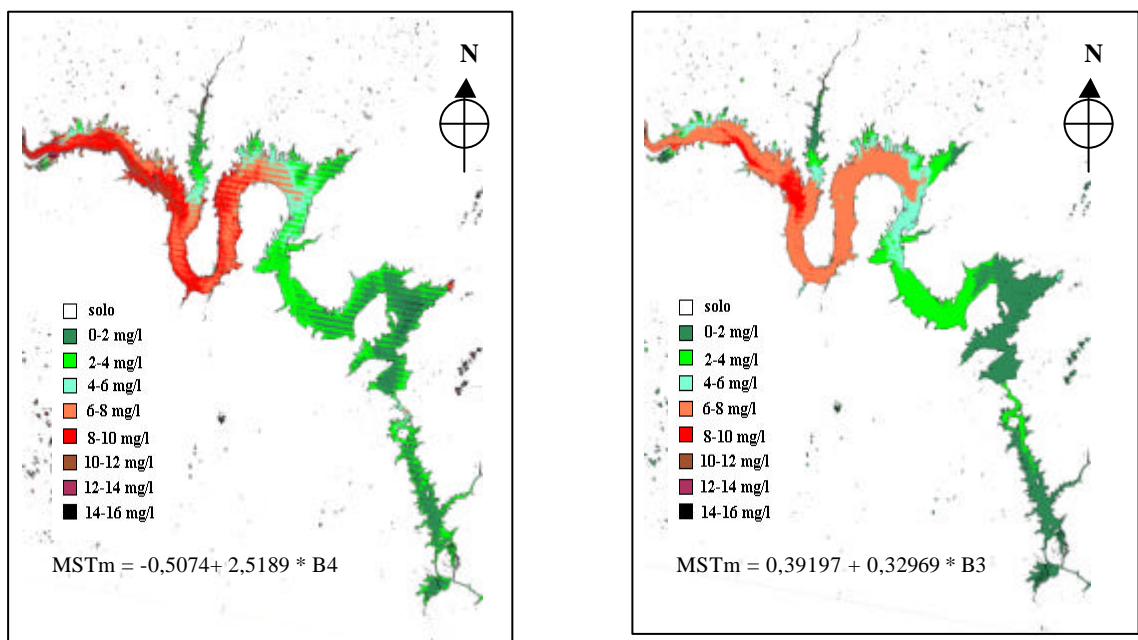 N
solo
0-2 mg/l
2-4 mg/l
4-6 mg/l
6-8 mg/l
8-10 mg/l
10-12 mg/l
12-14 mg/l
14-16 mg/l
MSTm = -0,5074+ 2,5189 * B4
N
solo
0-2 mg/l
2-4 mg/l
4-6 mg/l
6-8 mg/l
8-10 mg/l
10-12 mg/l
12-14 mg/l
14-16 mg/l
MSTm = 0,39197 + 0,32969 * B3